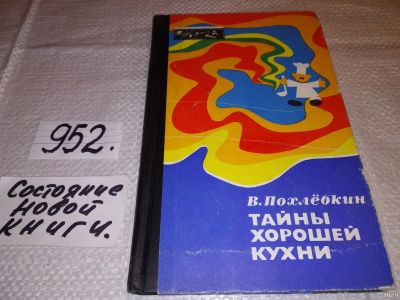 952.
Состояние
новой
книги.
В. Похлёбкин
ТАЙНЫ
ХОРОШЕЙ
КУХНИ